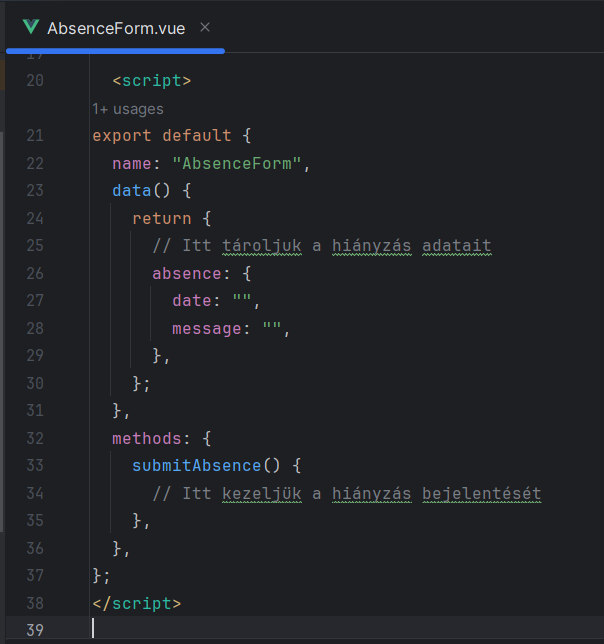 AbsenceForm.vue ×
19
20 <script>
1+ usages
21 export default {
22 name: "AbsenceForm",
23 data() {
24 return {
25 // Itt tároljuk a hiányzás adatait
26 absence: {
27 date: "",
28 message: "",
29 },
30 };
31 },
32 methods: {
33 submitAbsence() {
34 // Itt kezeljük a hiányzás bejelentését
35 },
36 },
37 };
38 </script>
39